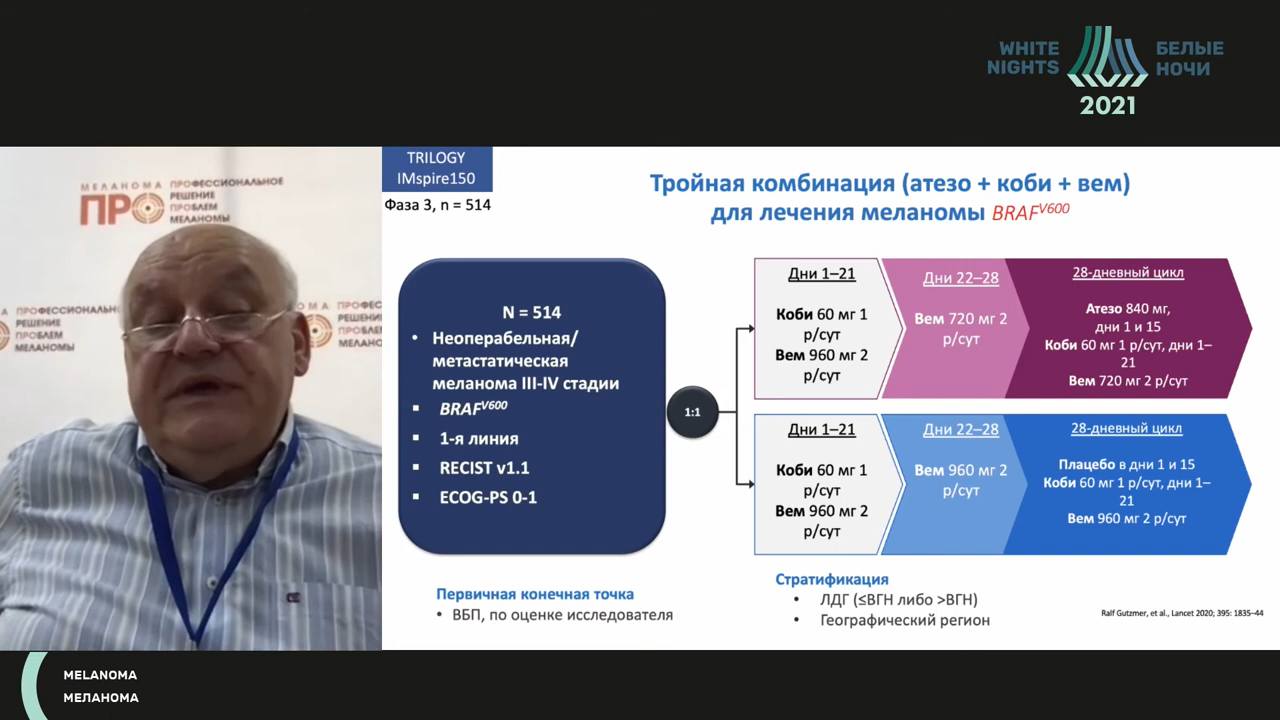 WHITE NIGHTS
БЕЛЫЕ НОЧИ
2021
МЕЛАНОМА
ПРО
ПРОФЕССИОНАЛЬНОЕ
РЕШЕНИЕ
ПРОБЛЕМ
МЕЛАНОМЫ
ПРОФЕССИОНАЛЬНОЕ
РЕШЕНИЕ
ПРОБЛЕМ
МЕЛАНОМЫ
TRILOGY
IMspire150
Фаза 3, n = 514
Тройная комбинация (атезо + коби + вем)
для лечения меланомы BRAFV600
N = 514
• Неоперабельная/
метастатическая
меланома III-IV стадии
▪ BRAFV600
▪ 1-я линия
▪ RECIST v1.1
▪ ECOG-PS 0-1
1:1
Дни 1–21
Коби 60 мг 1
р/сут
Вем 960 мг 2
р/сут
Дни 22–28
Вем 720 мг 2
р/сут
28-дневный цикл
Атезо 840 мг,
дни 1 и 15
Коби 60 мг 1 р/сут, дни 1–
21
Вем 720 мг 2 р/сут
Дни 1–21
Коби 60 мг 1
р/сут
Вем 960 мг 2
р/сут
Дни 22–28
Вем 960 мг 2
р/сут
28-дневный цикл
Плацебо в дни 1 и 15
Коби 60 мг 1 р/сут, дни 1–
21
Вем 960 мг 2 р/сут
Первичная конечная точка
• ВБП, по оценке исследователя
Стратификация
• ЛДГ (≤ВГН либо >ВГН)
• Географический регион
Ralf Gutzmer, et al., Lancet 2020; 395: 1835–44
MELANOMA
МЕЛАНОМА